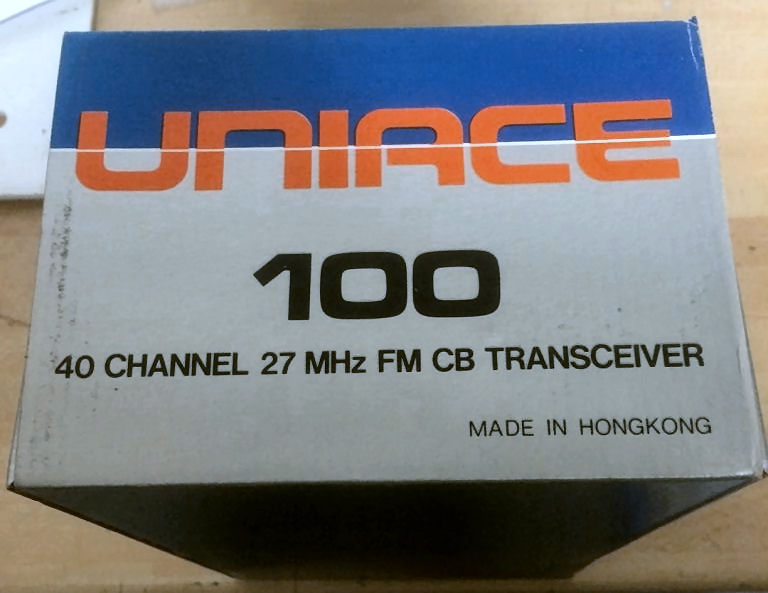 UNIACE
100
40 CHANNEL 27 MHz FM CB TRANSCEIVER
MADE IN HONGKONG